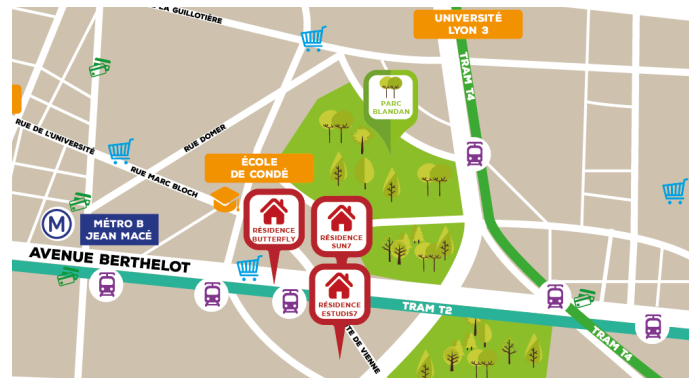 LA GUILLOTIÈRE
UNIVERSITÉ
LYON 3
TRAM T4
PARC
BLANDAN
RUE DE L'UNIVERSITÉ
RUE DOMER
RUE MARC BLOCH
ÉCOLE
DE CONDÉ
M
MÉTRO B
JEAN MACÉ
RÉSIDENCE
BUTTERFLY
RÉSIDENCE
SUN7
AVENUE BERTHELOT
RÉSIDENCE
ESTUDIS7
TRAM T2
TE DE VIENNE
TRAM T4